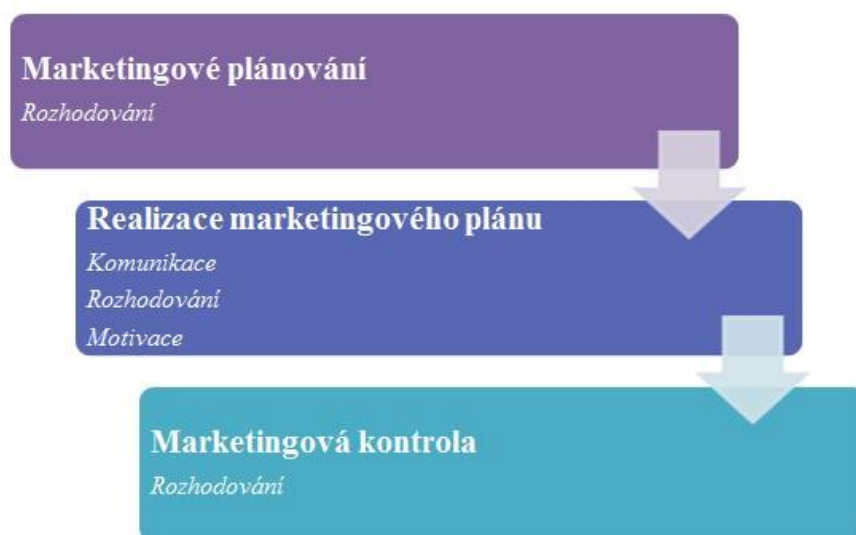 Marketingové plánování
Rozhodování
Realizace marketingového plánu
Komunikace
Rozhodování
Motivace
Marketingová kontrola
Rozhodování